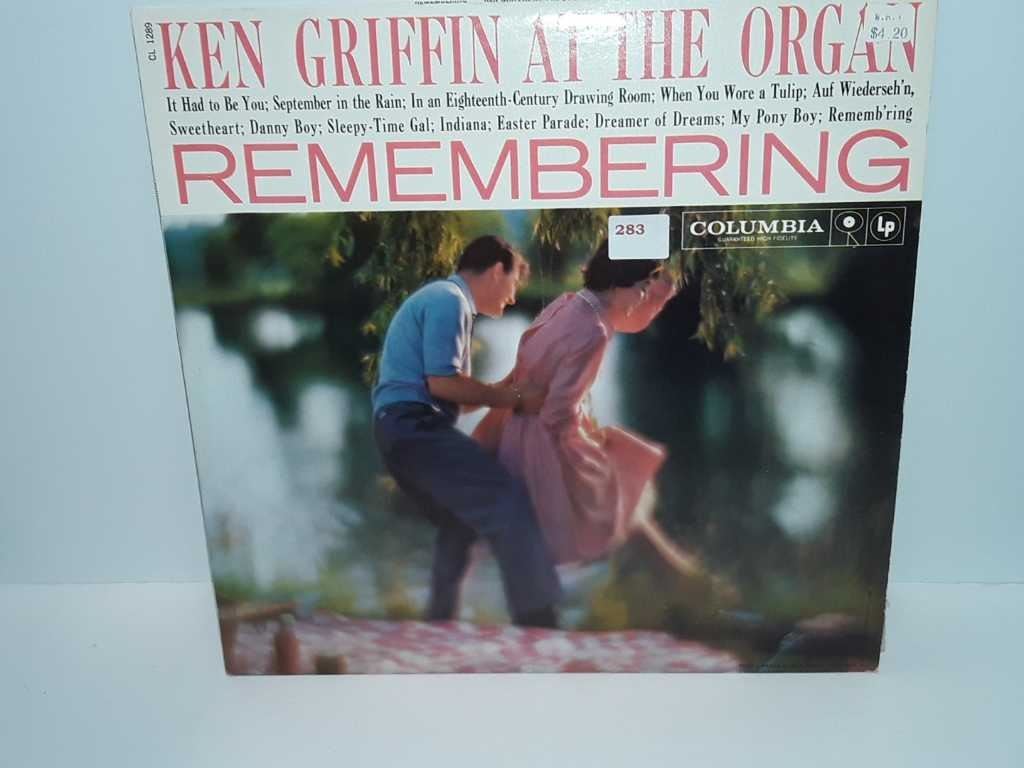 CL 1289
KEN GRIFFIN AT THE ORGAN
$4.20
It Had to Be You; September in the Rain; In an Eighteenth-Century Drawing Room; When You Wore a Tulip; Auf Wiederseh'n,
Sweetheart; Danny Boy; Sleepy-Time Gal; Indiana; Easter Parade; Dreamer of Dreams; My Pony Boy; Rememb'ring
REMEMBERING
283
COLUMBIA
GUARANTEED HIGH FIDELITY
Lp